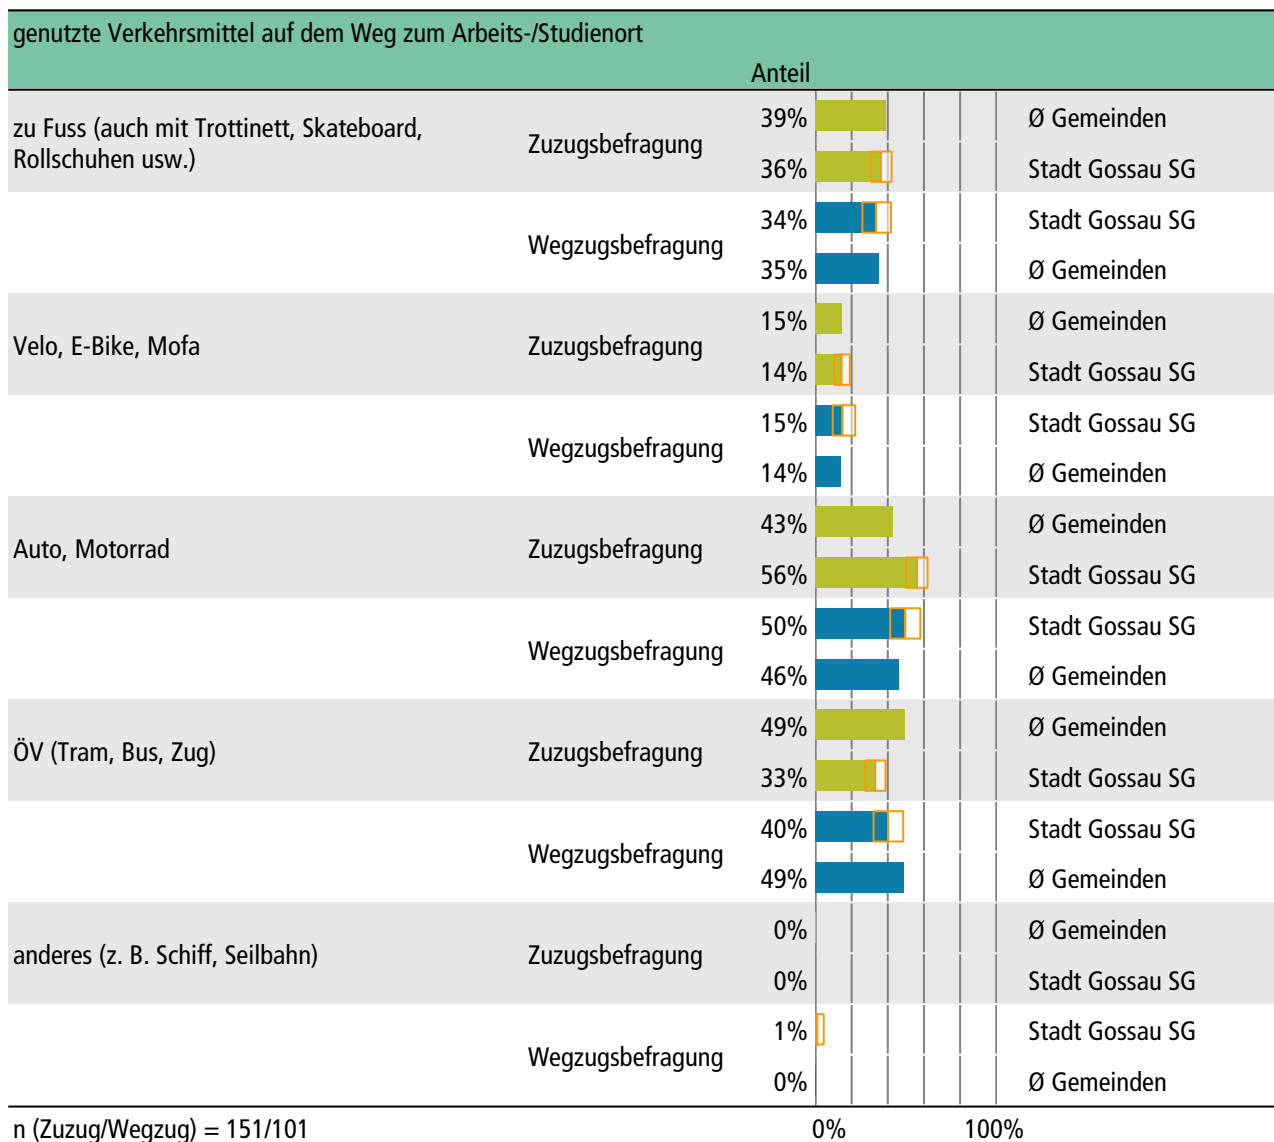 genutzte Verkehrsmittel auf dem Weg zum Arbeits-/Studienort
Anteil
zu Fuss (auch mit Trottinett, Skateboard,
Rollschuhen usw.)
Zuzugsbefragung
39%
Ø Gemeinden
36%
Stadt Gossau SG
Wegzugsbefragung
34%
Stadt Gossau SG
35%
Ø Gemeinden
Velo, E-Bike, Mofa
Zuzugsbefragung
15%
Ø Gemeinden
14%
Stadt Gossau SG
Wegzugsbefragung
15%
Stadt Gossau SG
14%
Ø Gemeinden
Auto, Motorrad
Zuzugsbefragung
43%
Ø Gemeinden
56%
Stadt Gossau SG
Wegzugsbefragung
50%
Stadt Gossau SG
46%
Ø Gemeinden
ÖV (Tram, Bus, Zug)
Zuzugsbefragung
49%
Ø Gemeinden
33%
Stadt Gossau SG
Wegzugsbefragung
40%
Stadt Gossau SG
49%
Ø Gemeinden
anderes (z. B. Schiff, Seilbahn)
Zuzugsbefragung
0%
Ø Gemeinden
0%
Stadt Gossau SG
Wegzugsbefragung
1%
Stadt Gossau SG
0%
Ø Gemeinden
n (Zuzug/Wegzug) = 151/101
0%
100%